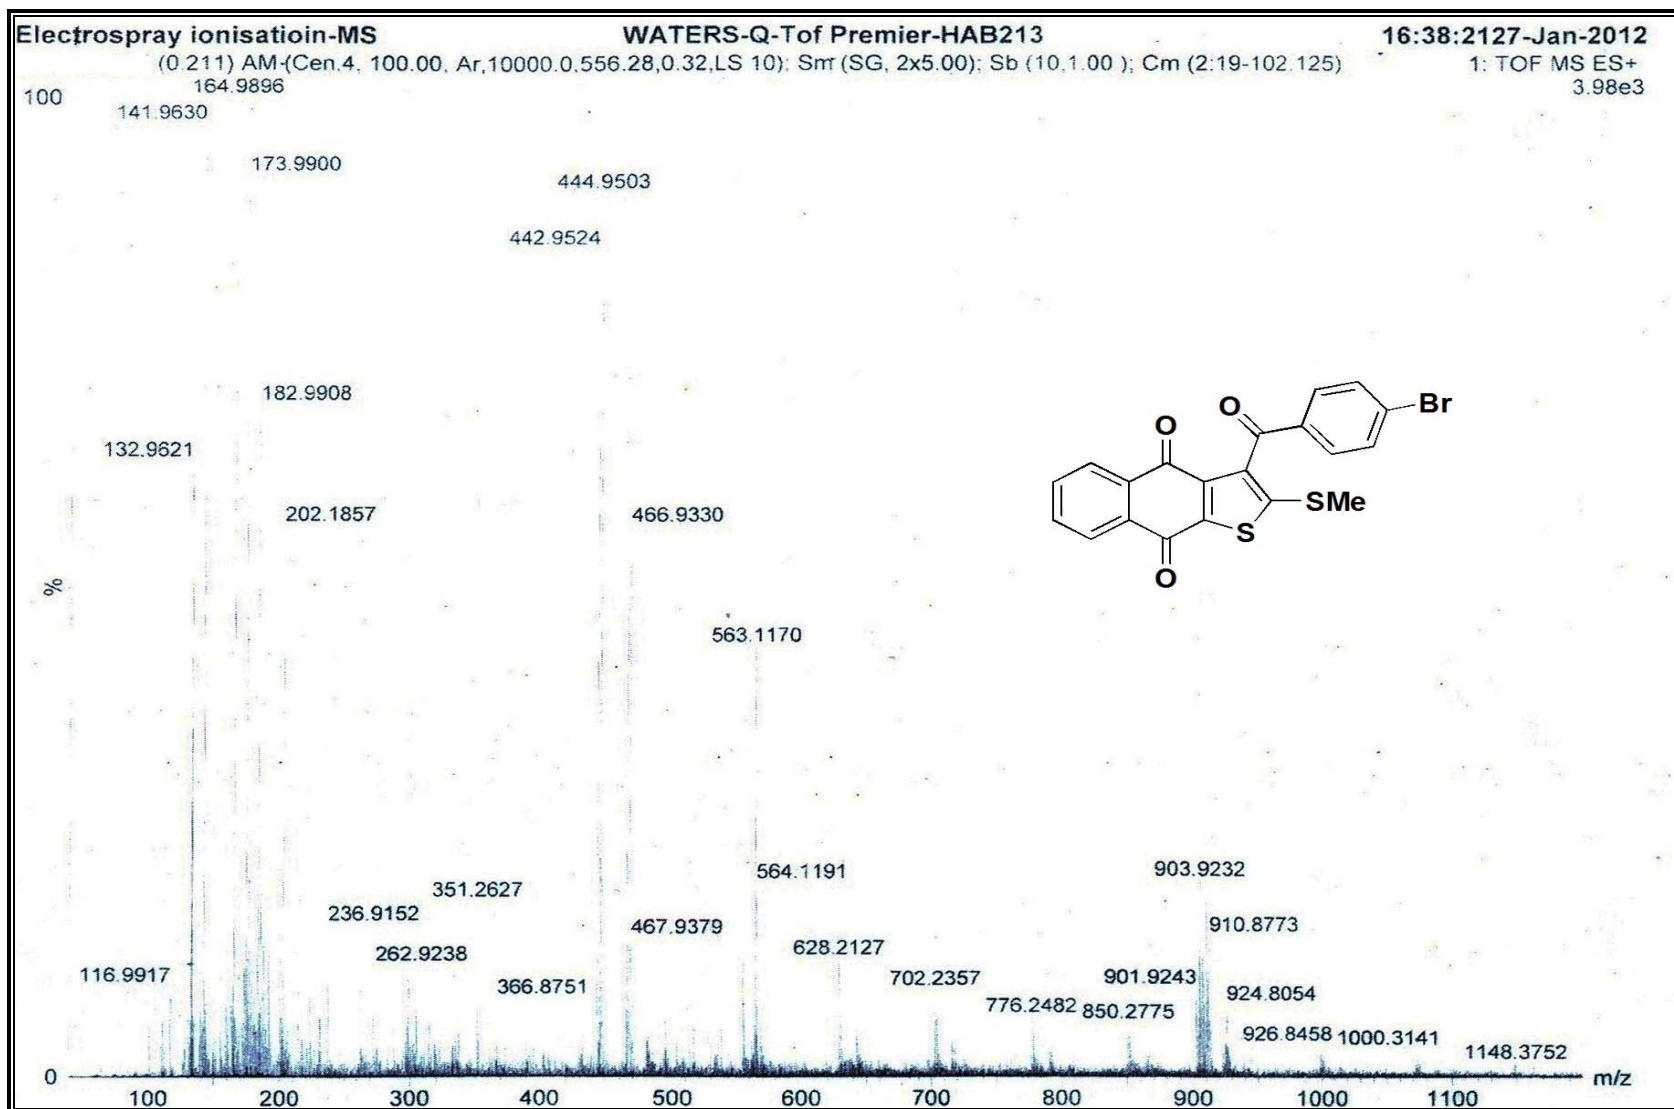 Electrospray ionisatioin-MS WATERS-Q-Tof Premier-HAB213 16:38:2127-Jan-2012
(0.211) AM-(Cen,4, 100.00, Ar,10000.0,556.28,0.32,LS 10); Sm (SG, 2x5.00); Sb (10,1.00 ); Cm (2:19-102.125) 1: TOF MS ES+
3.98e3
100
164.9896
141.9630
173.9900
444.9503
442.9524
182.9908
132.9621
202.1857
466.9330
563.1170
564.1191
351.2627
236.9152
467.9379
262.9238
116.9917
366.8751
628.2127
702.2357
776.2482
850.2775
903.9232
910.8773
901.9243
924.8054
926.8458
1000.3141
1148.3752
O
O
Br
SMe
S
O
%
0
100 200 300 400 500 600 700 800 900 1000 1100
m/z